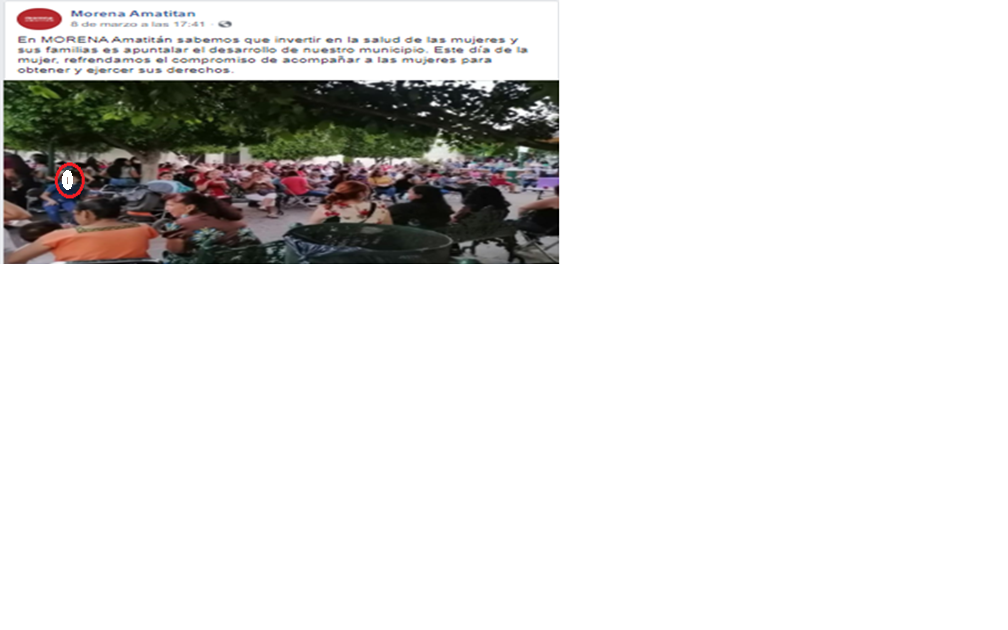 Morena Amatitan
8 de marzo a las 17:41 ·
En MORENA Amatitán sabemos que invertir en la salud de las mujeres y
sus familias es apuntalar el desarrollo de nuestro municipio. Este día de la
mujer, refrendamos el compromiso de acompañar a las mujeres para
obtener y ejercer sus derechos.